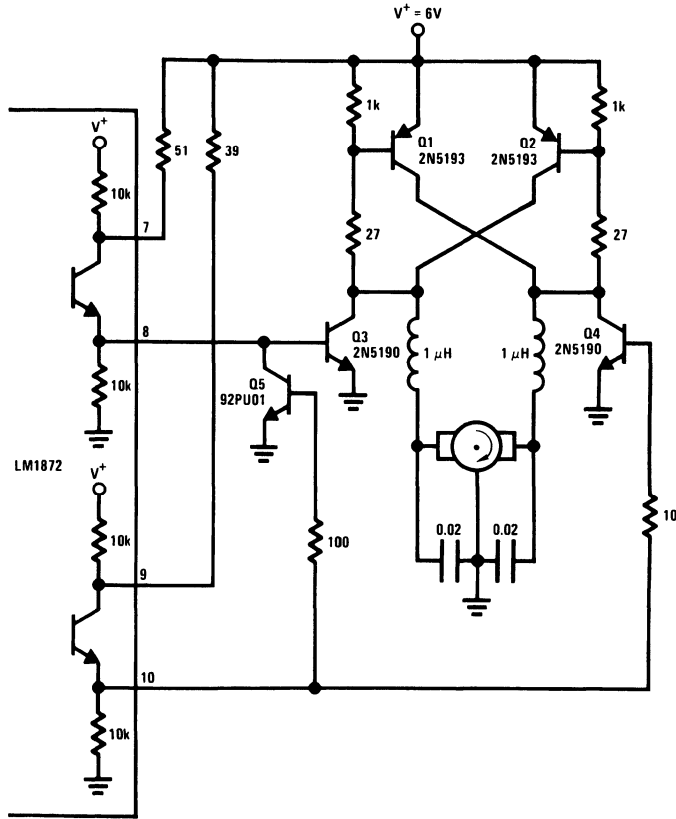 V+ = 6V
1k
Q1
2N5193
Q2
2N5193
1k
V+
51
39
10k
7
27
27
8
Q3
2N5190
1 μH
1 μH
Q4
2N5190
10k
Q5
92PU01
LM1872
V+
10k
100
0.02
0.02
10
9
10
10k